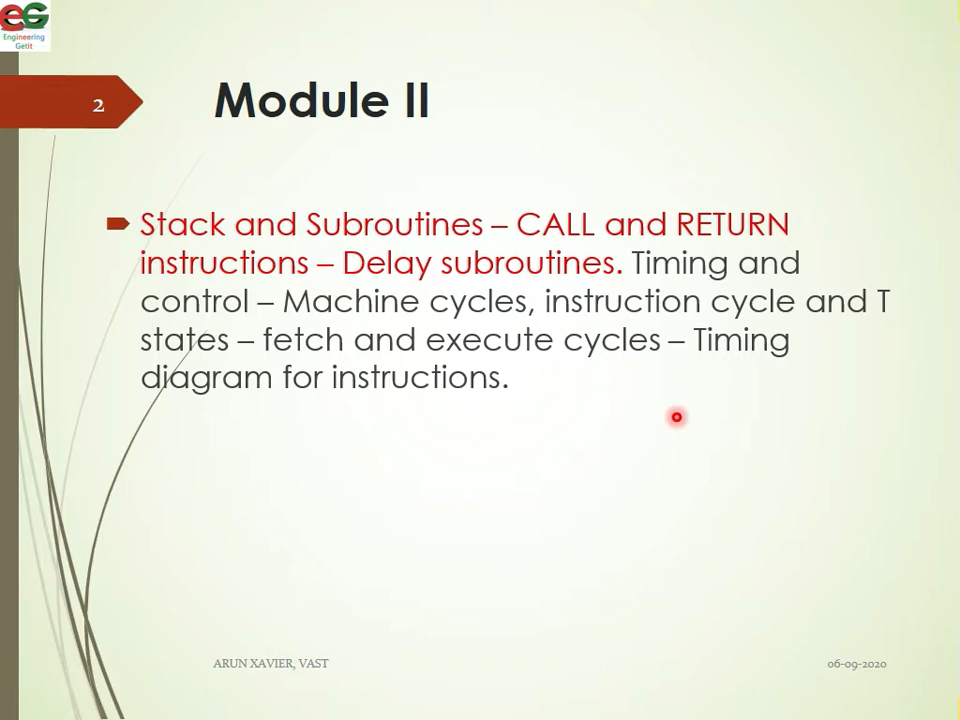 EG
Engineering
Getit
2
Module II
Stack and Subroutines – CALL and RETURN
instructions – Delay subroutines. Timing and
control – Machine cycles, instruction cycle and T
states – fetch and execute cycles – Timing
diagram for instructions.
ARUN XAVIER, VAST
06-09-2020